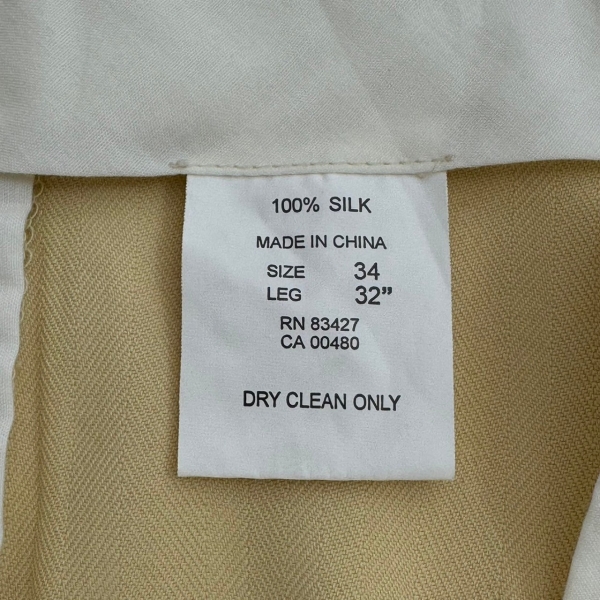 100% SILK
MADE IN CHINA
SIZE 34
LEG 32”
RN 83427
CA 00480
DRY CLEAN ONLY